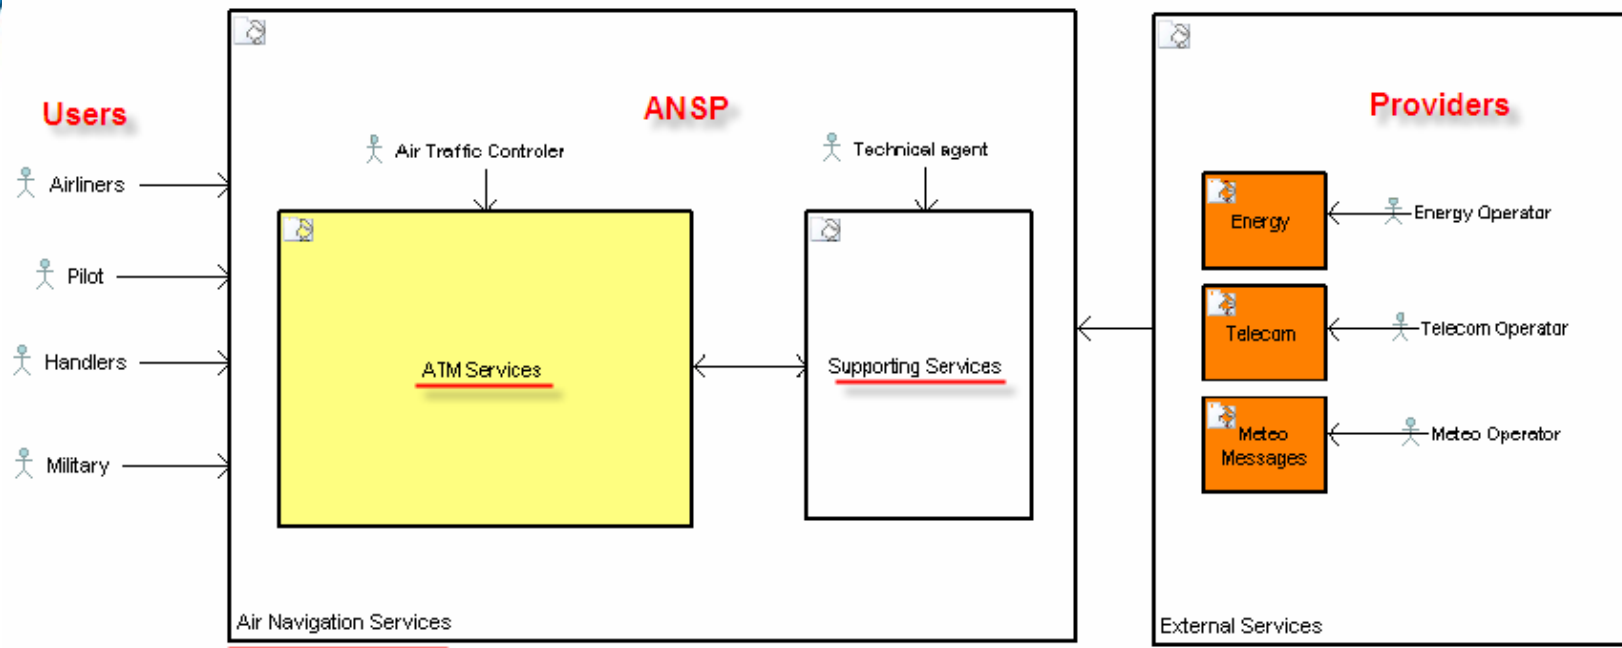 Users
ANSP
Providers
Air Traffic Controler
Technical agent
Airliners
Pilot
Handlers
Military
ATM Services
Supporting Services
Energy
Energy Operator
Telecom
Telecom Operator
Meteo
Messages
Meteo Operator
Air Navigation Services
External Services